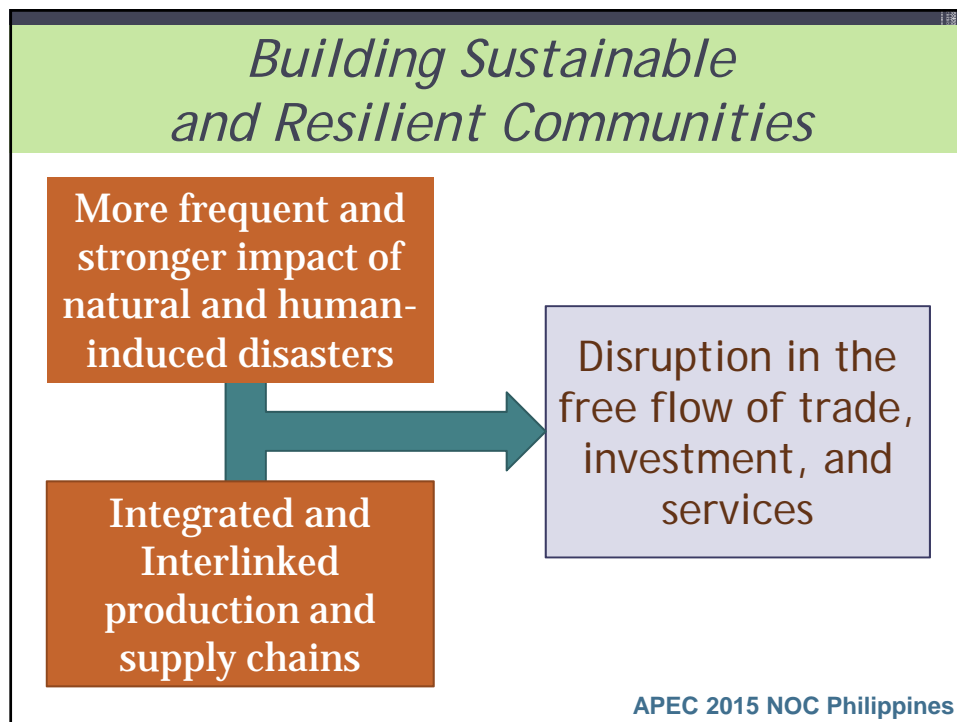 Building Sustainable
and Resilient Communities
More frequent and
stronger impact of
natural and human-
induced disasters
Integrated and
Interlinked
production and
supply chains
Disruption in the
free flow of trade,
investment, and
services
APEC 2015 NOC Philippines